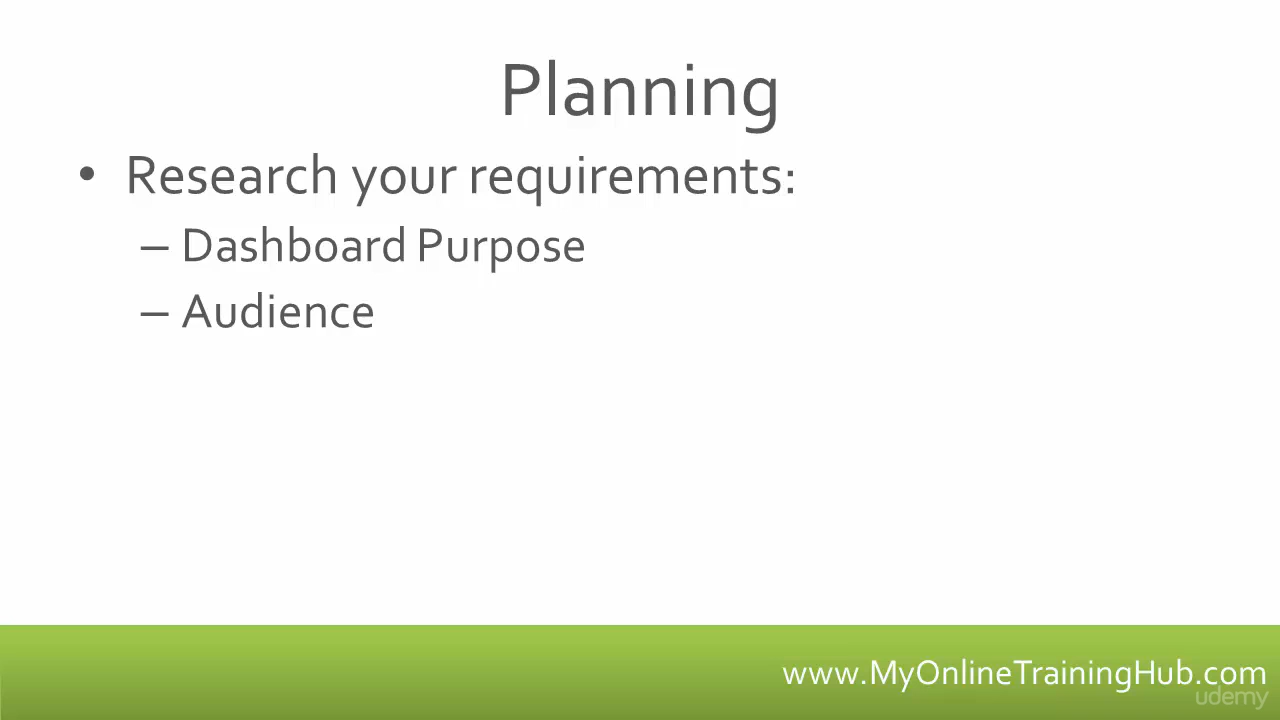 Planning
• Research your requirements:
– Dashboard Purpose
– Audience
www.MyOnlineTrainingHub.com
udemy